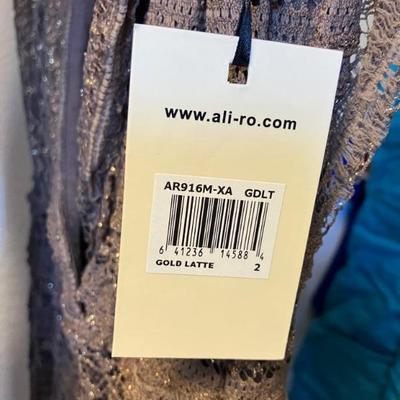 www.ali-ro.com
AR916M-XA GDLT
6 41236 14588 4
GOLD LATTE 2